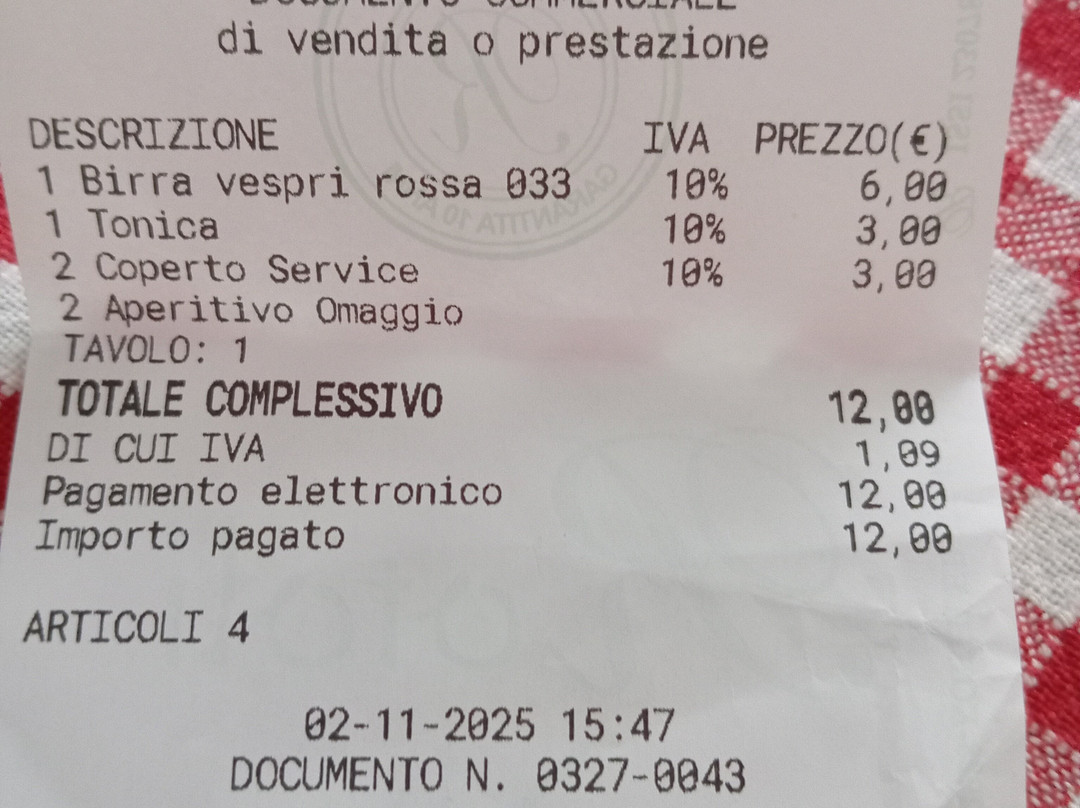 DOCUMENTO COMMERCIALE
di vendita o prestazione
DESCRIZIONE IVA PREZZO(€)
1 Birra vespri rossa 033 10% 6,00
1 Tonica 10% 3,00
2 Coperto Service 10% 3,00
2 Aperitivo Omaggio
TAVOLO: 1
TOTALE COMPLESSIVO 12,00
DI CUI IVA 1,09
Pagamento elettronico 12,00
Importo pagato 12,00
ARTICOLI 4
02-11-2025 15:47
DOCUMENTO N. 0327-0043